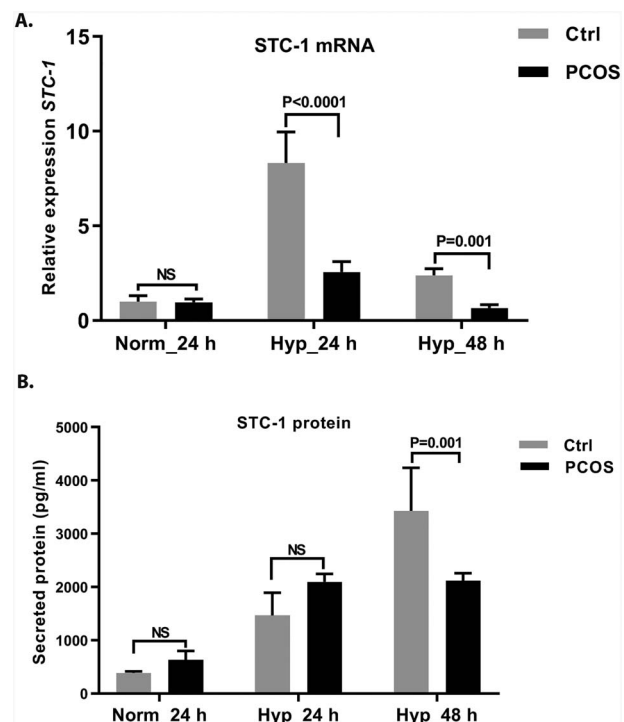 A.
STC-1 mRNA
Ctrl
PCOS
Relative expression STC-1
15
10
5
0
P<0.0001
P=0.001
NS
Norm_24 h
Hyp_24 h
Hyp_48 h
B.
STC-1 protein
Ctrl
PCOS
Secreted protein (pg/ml)
5000
4000
3000
2000
1000
0
P=0.001
NS
NS
Norm_24 h
Hyp_24 h
Hyp_48 h